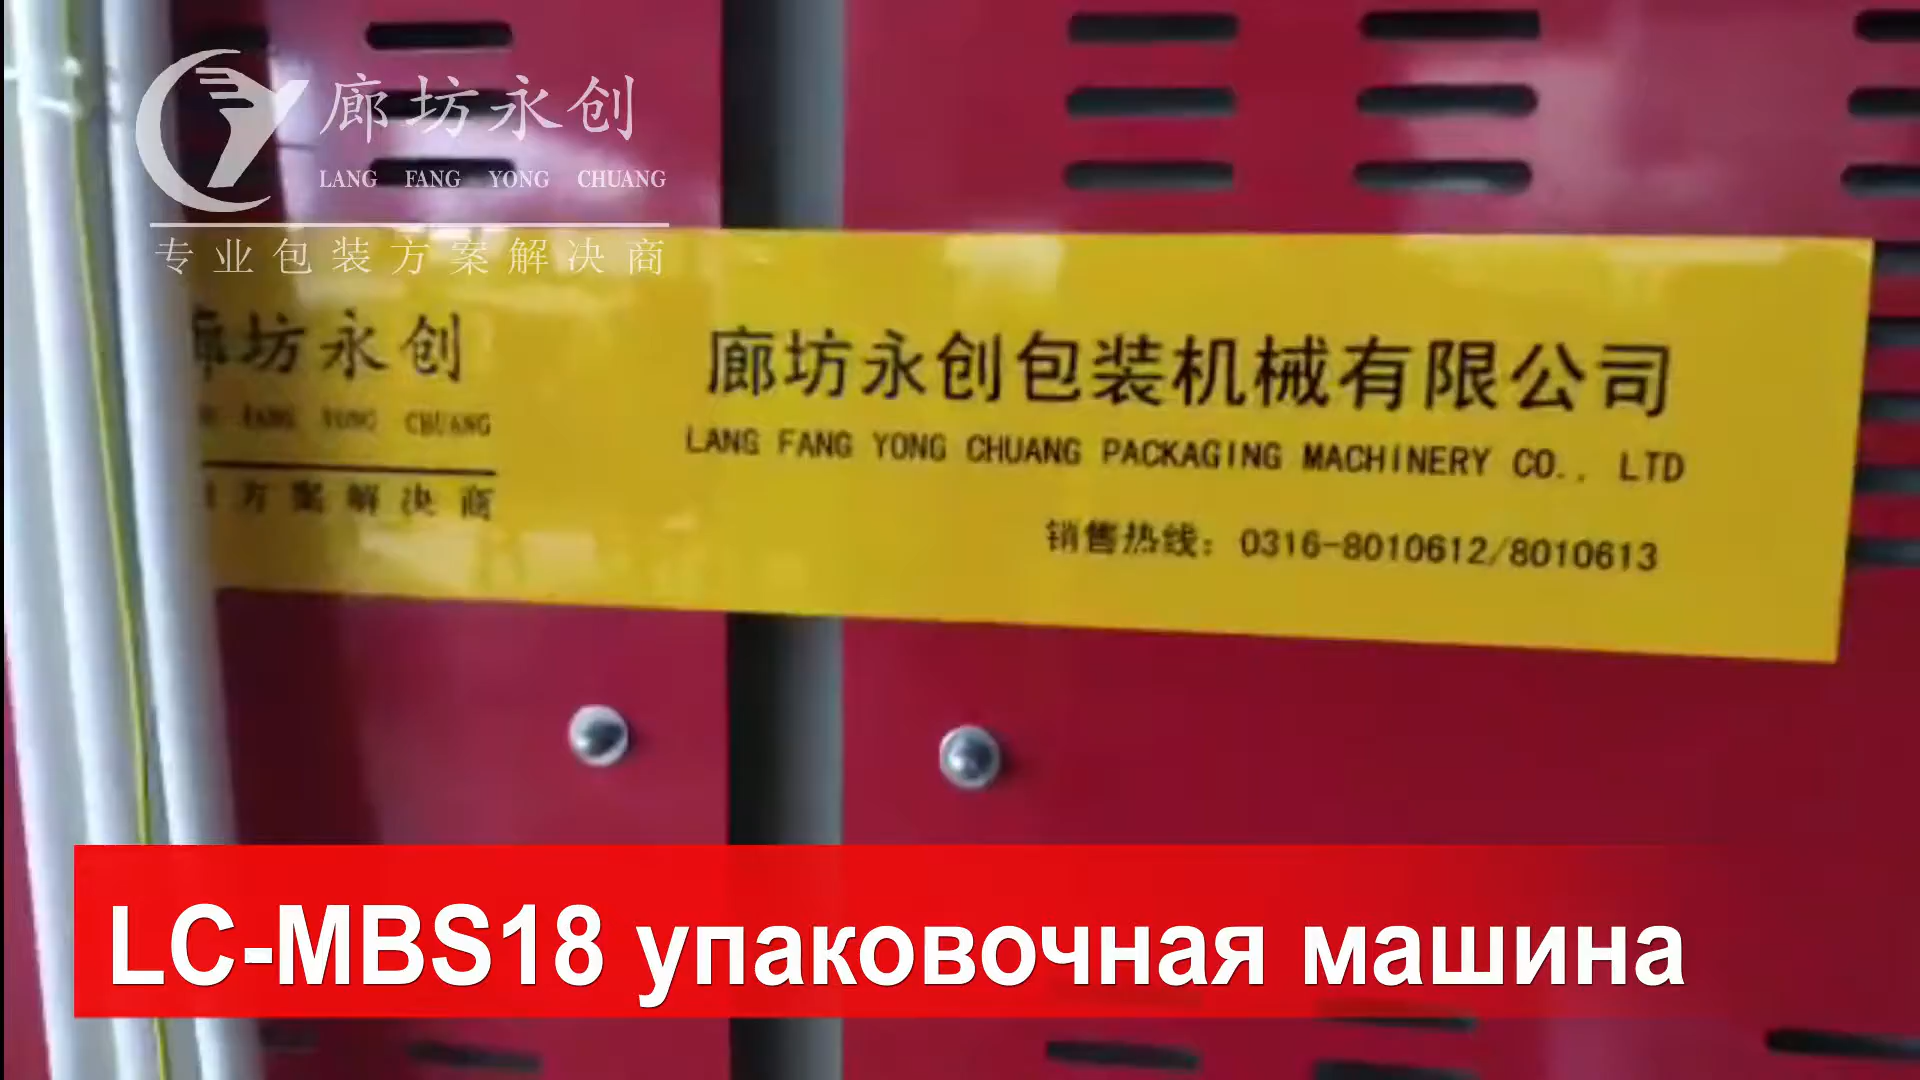 廊坊永创
LANG FANG YONG CHUANG
专业包装方案解决商
坊永创
FANG YONG CHUANG
方案解决商
廊坊永创包装机械有限公司
LANG FANG YONG CHUANG PACKAGING MACHINERY CO., LTD
销售热线：0316-8010612/8010613
LC-MBS18 упаковочная машина